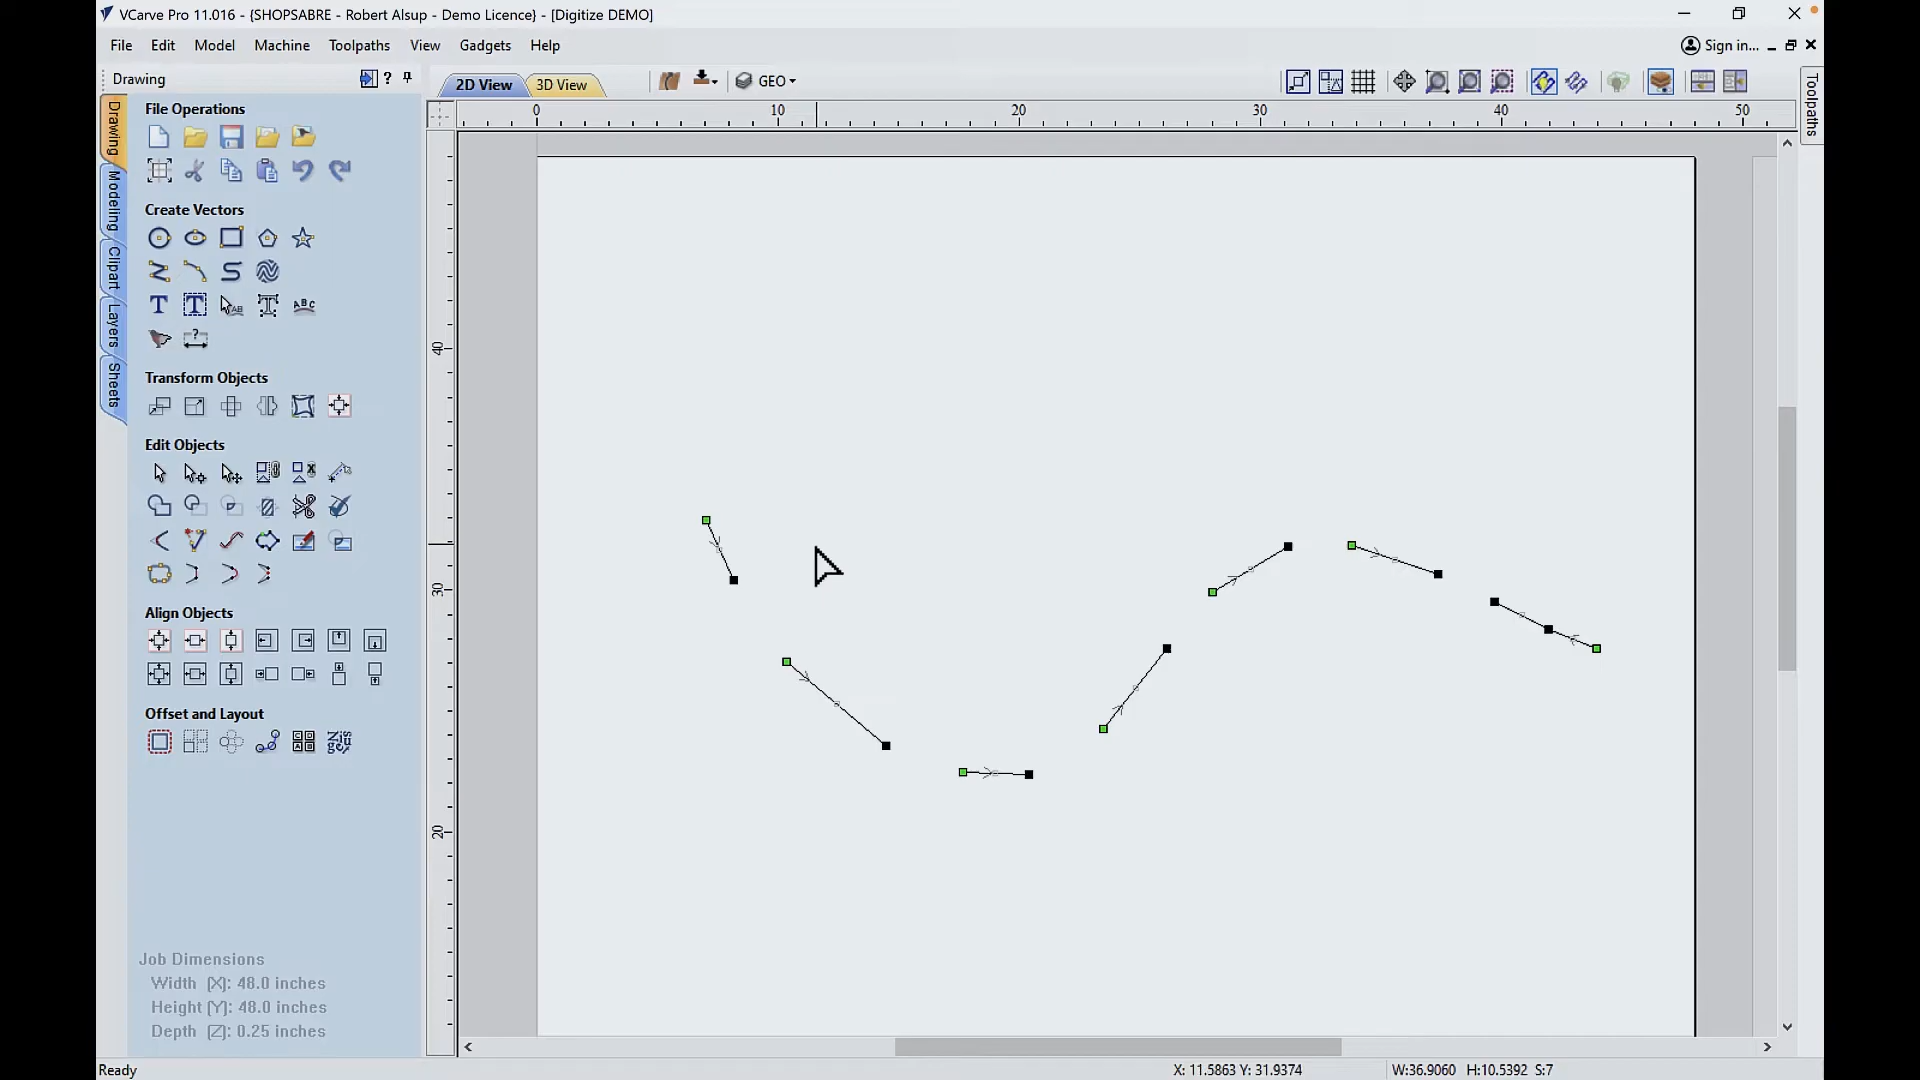 VCarve Pro 11.016 - {SHOPSABRE - Robert Alsup - Demo Licence} - [Digitize DEMO]
File Edit Model Machine Toolpaths View Gadgets Help
Sign in...
Drawing
?
2D View 3D View
GEO
Toolpaths
0 10 20 30 40 50
Drawing
Modeling
Clipart
Layers
Sheets
File Operations
Create Vectors
T T AB T ABC
?
Transform Objects
Edit Objects
Align Objects
Offset and Layout
40
30
20
Job Dimensions
Width (X): 48.0 inches
Height (Y): 48.0 inches
Depth (Z): 0.25 inches
Ready
X: 11.5863 Y: 31.9374
W:36.9060 H:10.5392 S:7